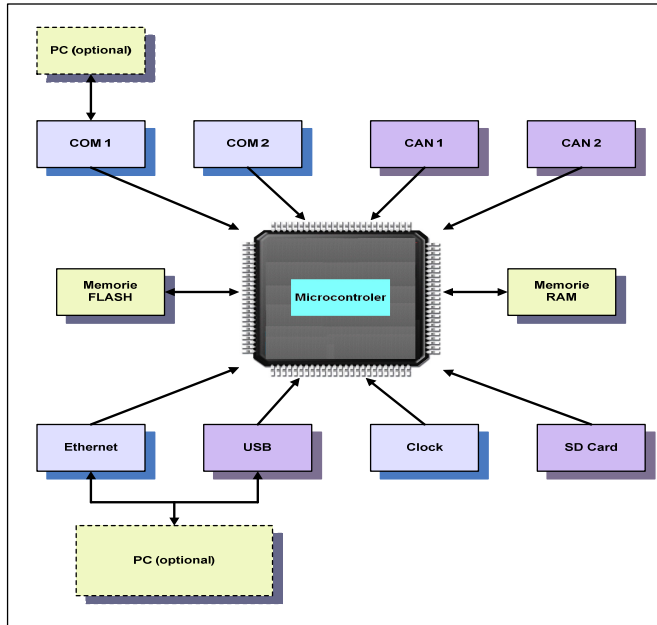 PC (optional)
COM 1
COM 2
CAN 1
CAN 2
Memorie
FLASH
Microcontroler
Memorie
RAM
Ethernet
USB
Clock
SD Card
PC (optional)